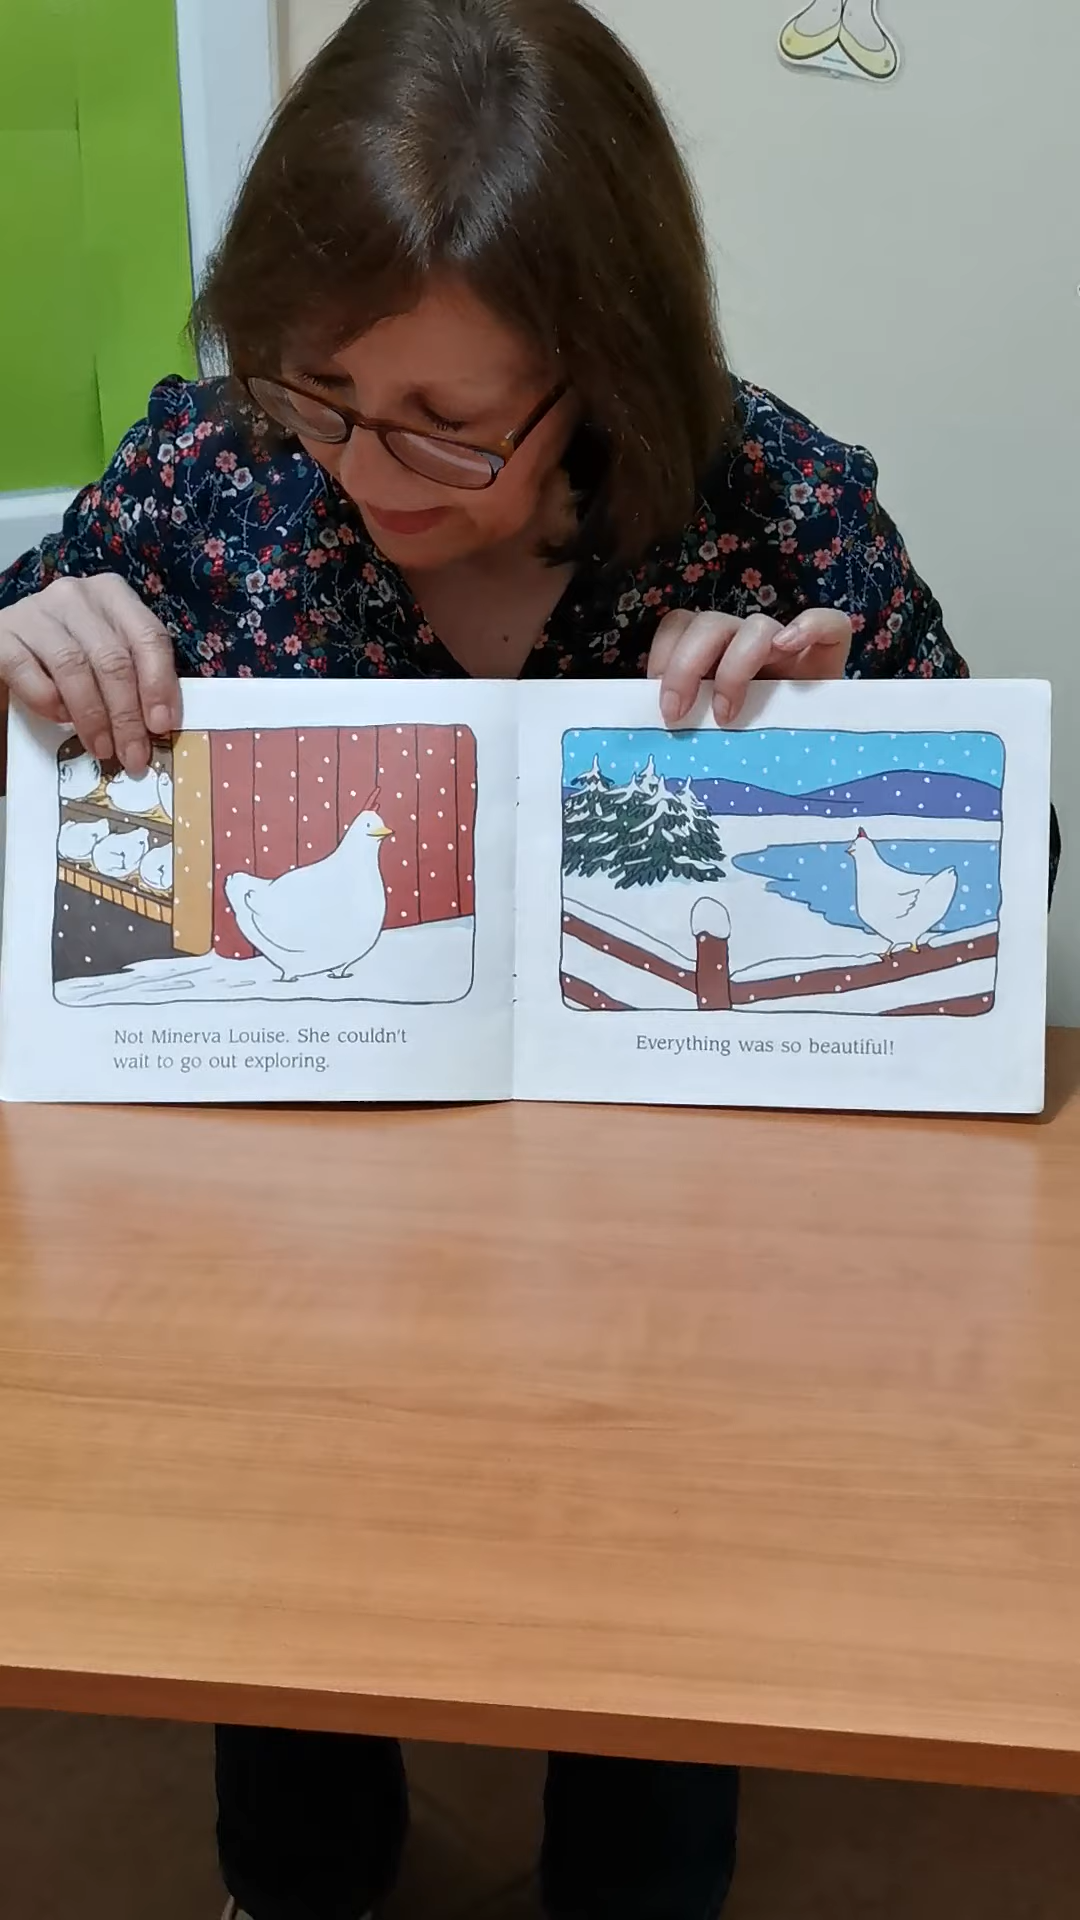 Not Minerva Louise. She couldn't
wait to go out exploring.
Everything was so beautiful!